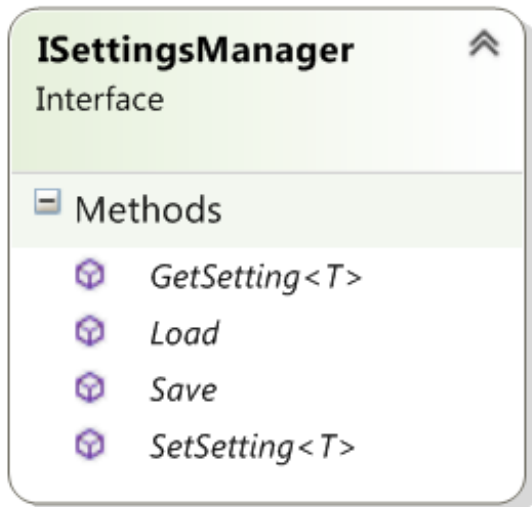 ISettingsManager
Interface
Methods
GetSetting<T>
Load
Save
SetSetting<T>